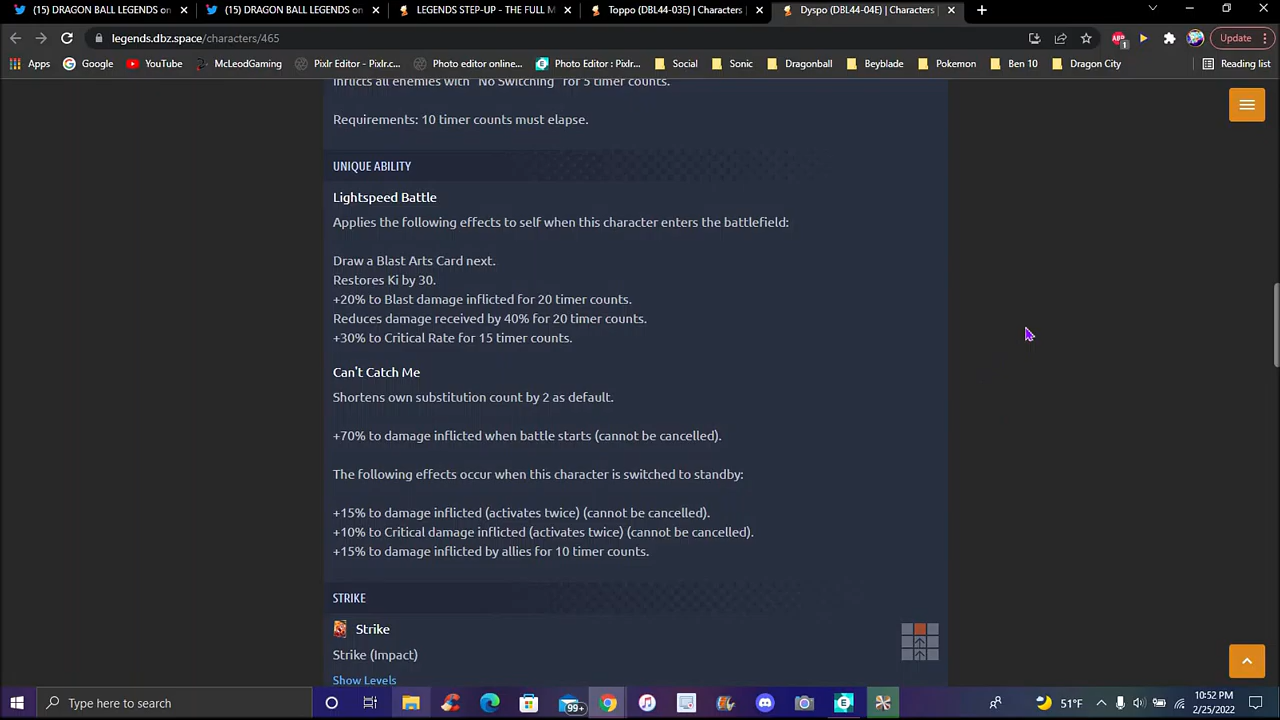 (15) DRAGON BALL LEGENDS on
(15) DRAGON BALL LEGENDS on
LEGENDS STEP-UP - THE FULL M
Toppo (DBL44-03E) | Characters
Dyspo (DBL44-04E) | Characters
legends.dbz.space/characters/465
ABP
1
Update
Apps
Google
YouTube
McLeodGaming
Pixlr Editor - Pixlr.c...
Photo editor online...
Photo Editor : Pixlr...
Social
Sonic
Dragonball
Beyblade
Pokemon
Ben 10
Dragon City
Reading list
Inflicts all enemies with "No Switching" for 5 timer counts.
Requirements: 10 timer counts must elapse.
UNIQUE ABILITY
Lightspeed Battle
Applies the following effects to self when this character enters the battlefield:
Draw a Blast Arts Card next.
Restores Ki by 30.
+20% to Blast damage inflicted for 20 timer counts.
Reduces damage received by 40% for 20 timer counts.
+30% to Critical Rate for 15 timer counts.
Can't Catch Me
Shortens own substitution count by 2 as default.
+70% to damage inflicted when battle starts (cannot be cancelled).
The following effects occur when this character is switched to standby:
+15% to damage inflicted (activates twice) (cannot be cancelled).
+10% to Critical damage inflicted (activates twice) (cannot be cancelled).
+15% to damage inflicted by allies for 10 timer counts.
STRIKE
Strike
Strike (Impact)
Show Levels
Type here to search
99+
51°F
10:52 PM
2/25/2022